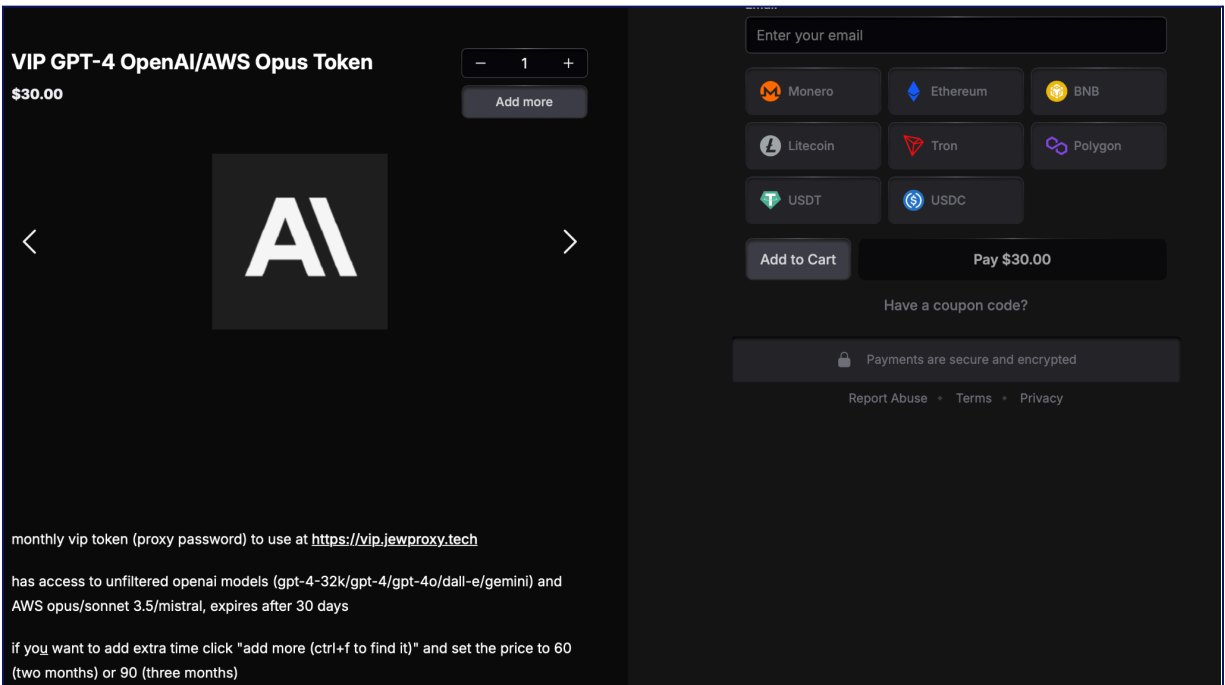 VIP GPT-4 OpenAI/AWS Opus Token
$30.00
− 1 +
Add more
AI
monthly vip token (proxy password) to use at https://vip.jewproxy.tech
has access to unfiltered openai models (gpt-4-32k/gpt-4/gpt-4o/dall-e/gemini) and
AWS opus/sonnet 3.5/mistral, expires after 30 days
if you want to add extra time click "add more (ctrl+f to find it)" and set the price to 60
(two months) or 90 (three months)
Enter your email
Monero Ethereum BNB
Litecoin Tron Polygon
USDT USDC
Add to Cart Pay $30.00
Have a coupon code?
Payments are secure and encrypted
Report Abuse • Terms • Privacy